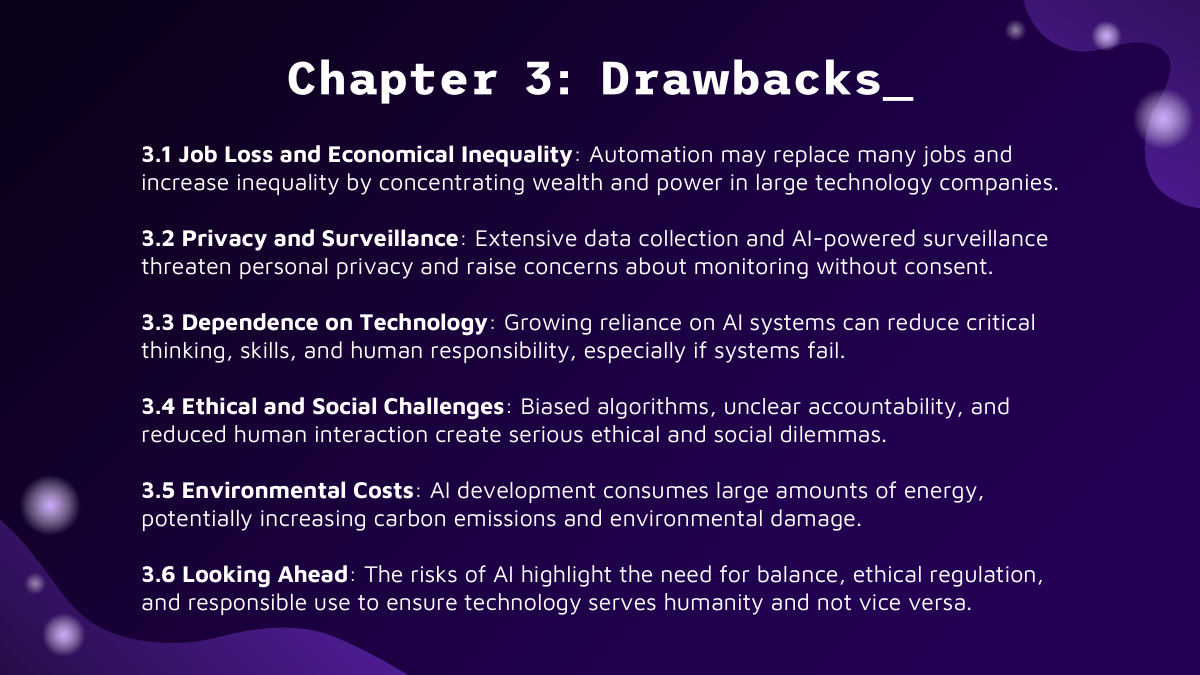 Chapter 3: Drawbacks_
3.1 Job Loss and Economical Inequality: Automation may replace many jobs and
increase inequality by concentrating wealth and power in large technology companies.
3.2 Privacy and Surveillance: Extensive data collection and AI-powered surveillance
threaten personal privacy and raise concerns about monitoring without consent.
3.3 Dependence on Technology: Growing reliance on AI systems can reduce critical
thinking, skills, and human responsibility, especially if systems fail.
3.4 Ethical and Social Challenges: Biased algorithms, unclear accountability, and
reduced human interaction create serious ethical and social dilemmas.
3.5 Environmental Costs: AI development consumes large amounts of energy,
potentially increasing carbon emissions and environmental damage.
3.6 Looking Ahead: The risks of AI highlight the need for balance, ethical regulation,
and responsible use to ensure technology serves humanity and not vice versa.